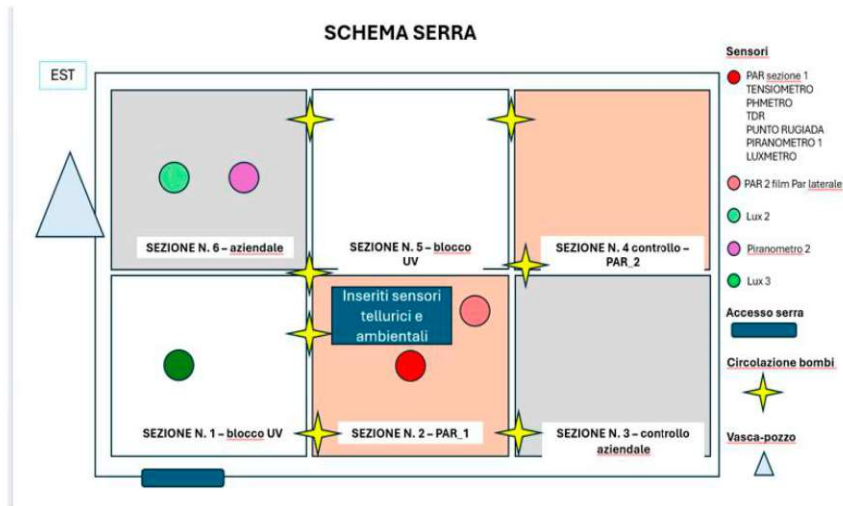 SCHEMA SERRA
EST
SEZIONE N. 6 – aziendale
SEZIONE N. 5 – blocco
UV
SEZIONE N. 4 controllo –
PAR_2
Inseriti sensori
tellurici e
ambientali
SEZIONE N. 1 – blocco UV
SEZIONE N. 2 – PAR_1
SEZIONE N. 3 – controllo
aziendale
Sensori
PAR sezione 1
TENSIOMETRO
PHMETRO
TDR
PUNTO RUGIADA
PIRANOMETRO 1
LUXMETRO
PAR 2 film Par laterale
Lux 2
Piranometro 2
Lux 3
Accesso serra
Circolazione bombi
Vasca-pozzo